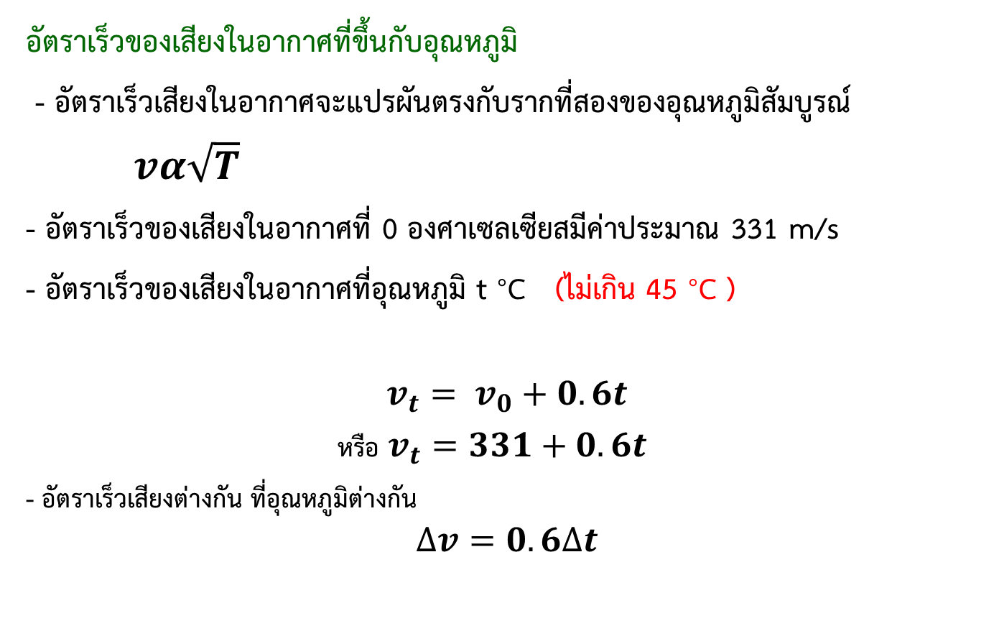 อัตราเร็วของเสียงในอากาศที่ขึ้นกับอุณหภูมิ
- อัตราเร็วเสียงในอากาศจะแปรผันตรงกับรากที่สองของอุณหภูมิสัมบูรณ์
vα√T
- อัตราเร็วของเสียงในอากาศที่ 0 องศาเซลเซียสมีค่าประมาณ 331 m/s
- อัตราเร็วของเสียงในอากาศที่อุณหภูมิ t °C (ไม่เกิน 45 °C )
vₜ = v₀ + 0.6t
หรือ vₜ = 331 + 0.6t
- อัตราเร็วเสียงต่างกัน ที่อุณหภูมิต่างกัน
Δv = 0.6Δt